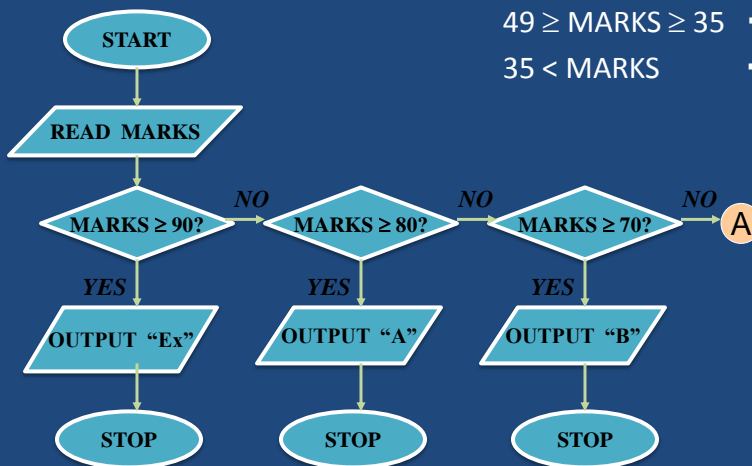 49 ≥ MARKS ≥ 35
35 < MARKS
START
READ MARKS
MARKS ≥ 90?
NO
MARKS ≥ 80?
NO
MARKS ≥ 70?
NO
A
YES
YES
YES
OUTPUT “Ex”
OUTPUT “A”
OUTPUT “B”
STOP
STOP
STOP